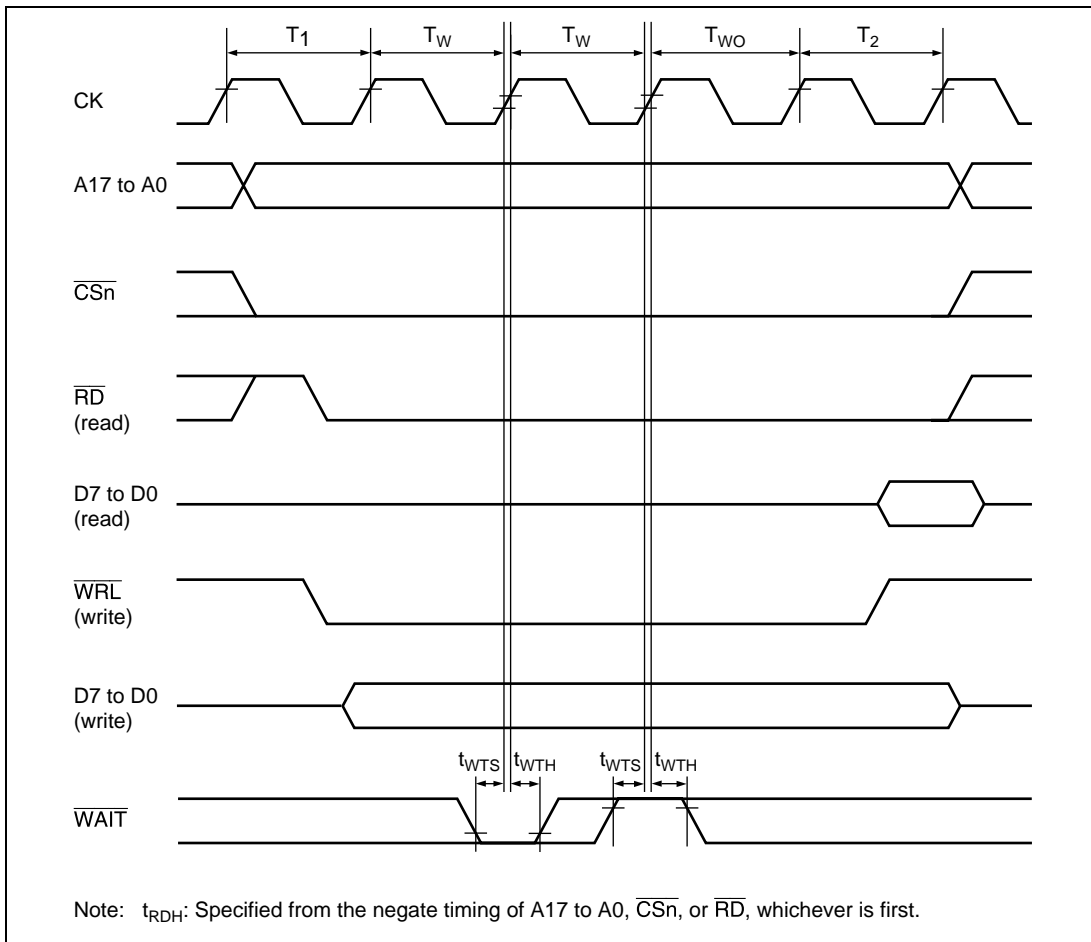 T1 TW TW TWO T2
CK
A17 to A0
CSn
RD
(read)
D7 to D0
(read)
WRL
(write)
D7 to D0
(write)
tWTS tWTH tWTS tWTH
WAIT
Note: tRDH: Specified from the negate timing of A17 to A0, CSn, or RD, whichever is first.